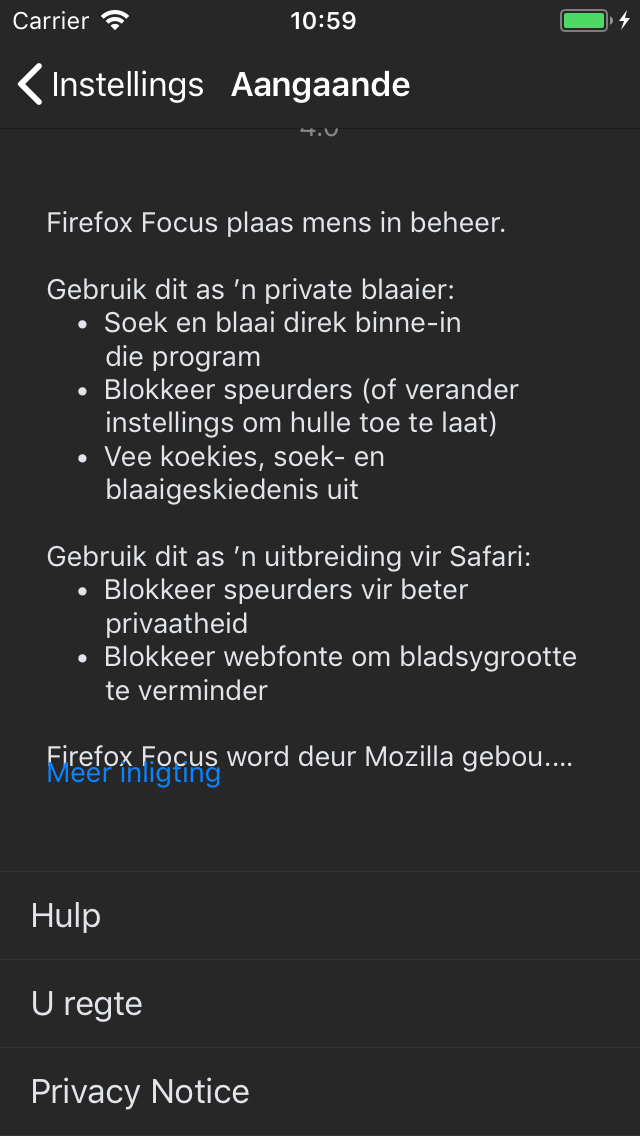 Carrier 10:59
Instellings Aangaande
4.0
Firefox Focus plaas mens in beheer.
Gebruik dit as ’n private blaaier:
• Soek en blaai direk binne-in
die program
• Blokkeer speurders (of verander
instellings om hulle toe te laat)
• Vee koekies, soek- en
blaaigeskiedenis uit
Gebruik dit as ’n uitbreiding vir Safari:
• Blokkeer speurders vir beter
privaatheid
• Blokkeer webfonte om bladsygrootte
te verminder
Firefox Focus word deur Mozilla gebou....
Meer inligting
Hulp
U regte
Privacy Notice